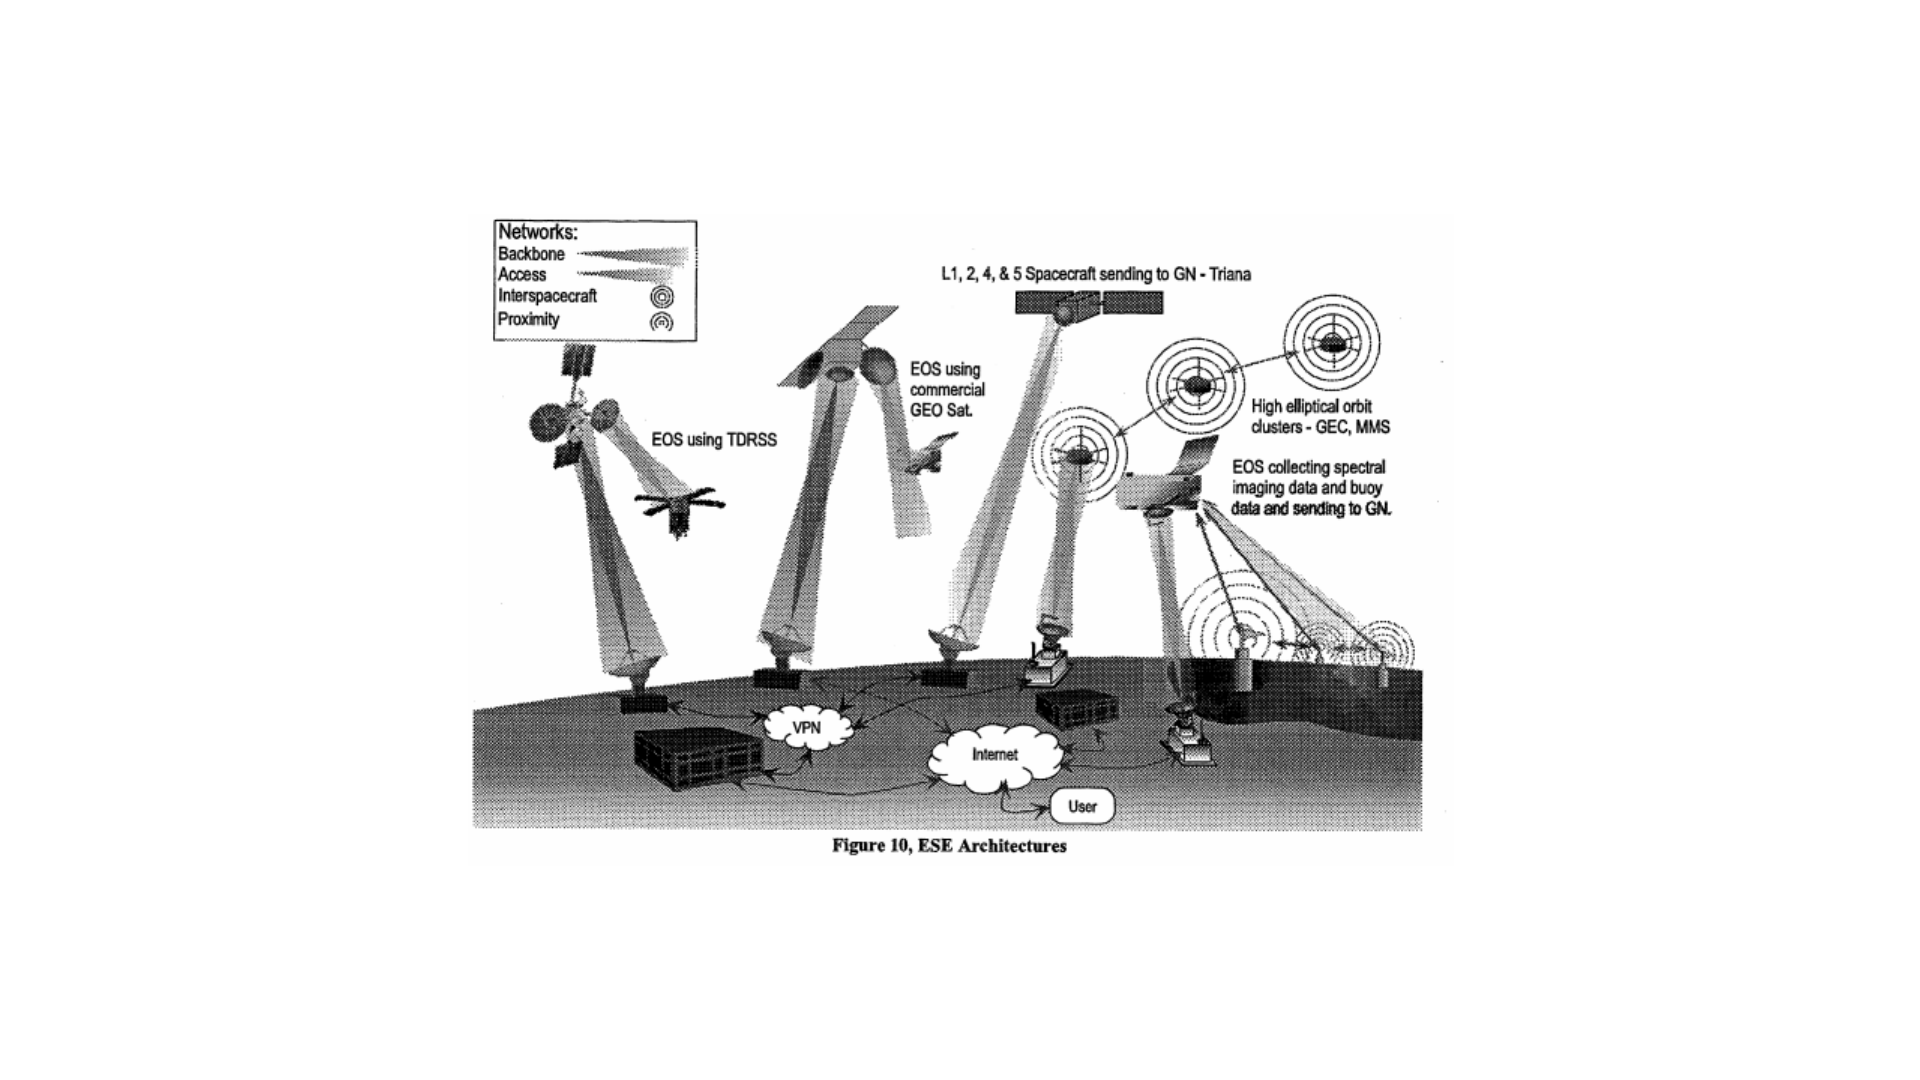 Networks:
Backbone
Access
Interspacecraft
Proximity
L1, 2, 4, & 5 Spacecraft sending to GN - Triana
EOS using
commercial
GEO Sat.
EOS using TDRSS
High elliptical orbit
clusters - GEC, MMS
EOS collecting spectral
imaging data and buoy
data and sending to GN.
VPN
Internet
User
Figure 10, ESE Architectures